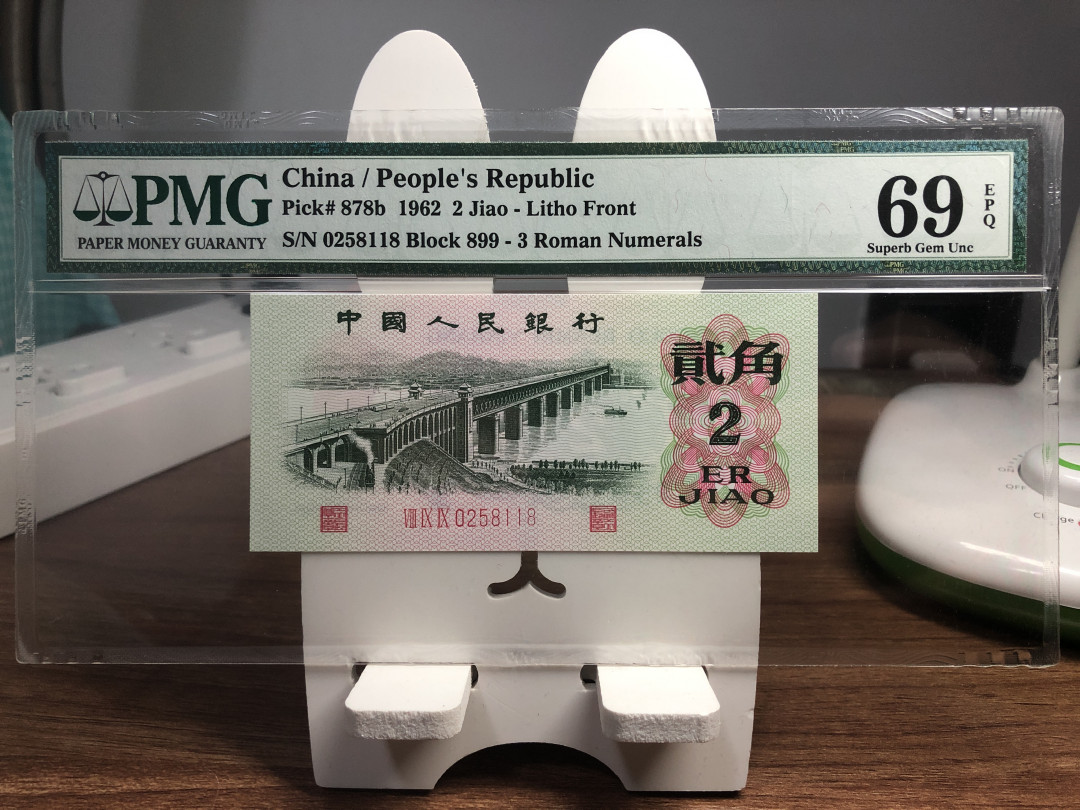 PMG
PAPER MONEY GUARANTY
China / People's Republic
Pick# 878b 1962 2 Jiao - Litho Front
S/N 0258118 Block 899 - 3 Roman Numerals
69
EPQ
Superb Gem Unc
中國人民銀行
貳角
2
ER
JIAO
VIII IX IX 0258118
OFF